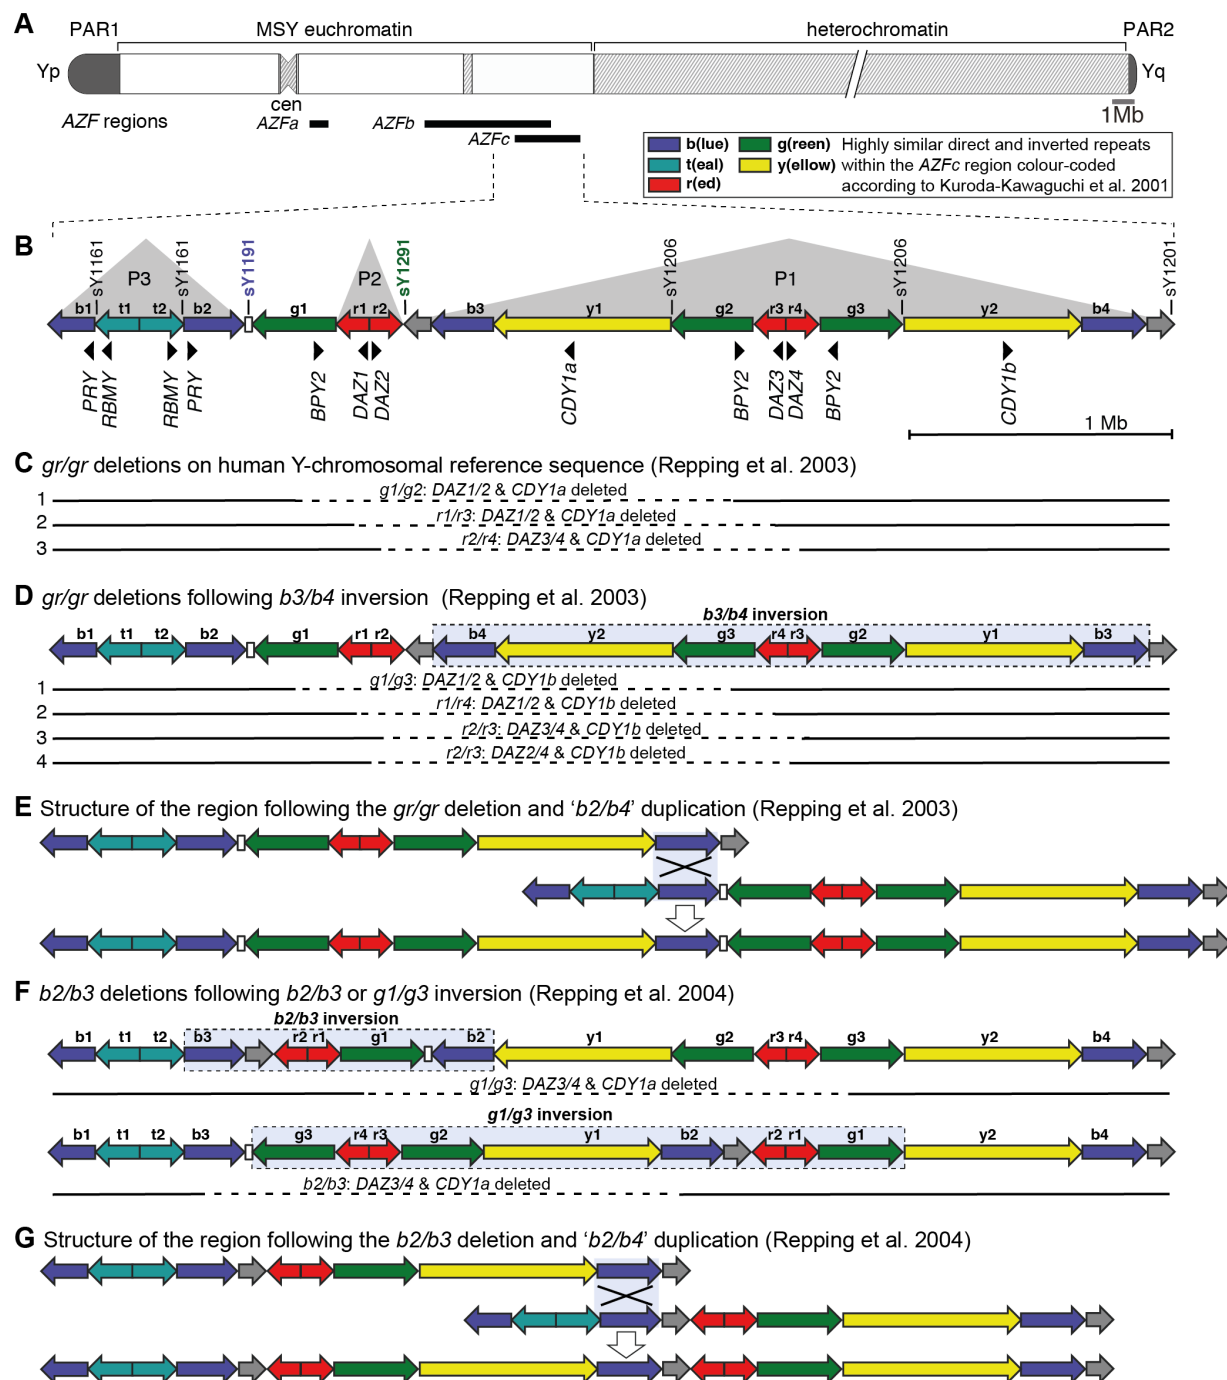 A
PAR1 MSY euchromatin heterochromatin PAR2
Yp Yq
cen
1Mb
AZF regions AZFa AZFb
AZFc
b(lue) g(reen) Highly similar direct and inverted repeats
t(eal) y(ellow) within the AZFc region colour-coded
r(ed) according to Kuroda-Kawaguchi et al. 2001
B
sY1161 sY1161 sY1191 sY1291 sY1206 sY1206 sY1201
P3 P2 P1
b1 t1 t2 b2 g1 r1 r2 b3 y1 g2 r3 r4 g3 y2 b4
PRY RBMY RBMY PRY BPY2 DAZ1 DAZ2 CDY1a BPY2 DAZ3 DAZ4 BPY2 CDY1b
1 Mb
C gr/gr deletions on human Y-chromosomal reference sequence (Repping et al. 2003)
1 g1/g2: DAZ1/2 & CDY1a deleted
2 r1/r3: DAZ1/2 & CDY1a deleted
3 r2/r4: DAZ3/4 & CDY1a deleted
D gr/gr deletions following b3/b4 inversion (Repping et al. 2003)
b3/b4 inversion
b1 t1 t2 b2 g1 r1 r2 b4 y2 g3 r4 r3 g2 y1 b3
1 g1/g3: DAZ1/2 & CDY1b deleted
2 r1/r4: DAZ1/2 & CDY1b deleted
3 r2/r3: DAZ3/4 & CDY1b deleted
4 r2/r3: DAZ2/4 & CDY1b deleted
E Structure of the region following the gr/gr deletion and ‘b2/b4’ duplication (Repping et al. 2003)
F b2/b3 deletions following b2/b3 or g1/g3 inversion (Repping et al. 2004)
b2/b3 inversion
b1 t1 t2 b3 r2 r1 g1 b2 y1 g2 r3 r4 g3 y2 b4
g1/g3: DAZ3/4 & CDY1a deleted
g1/g3 inversion
b1 t1 t2 b3 g3 r4 r3 g2 y1 b2 r2 r1 g1 y2 b4
b2/b3: DAZ3/4 & CDY1a deleted
G Structure of the region following the b2/b3 deletion and ‘b2/b4’ duplication (Repping et al. 2004)